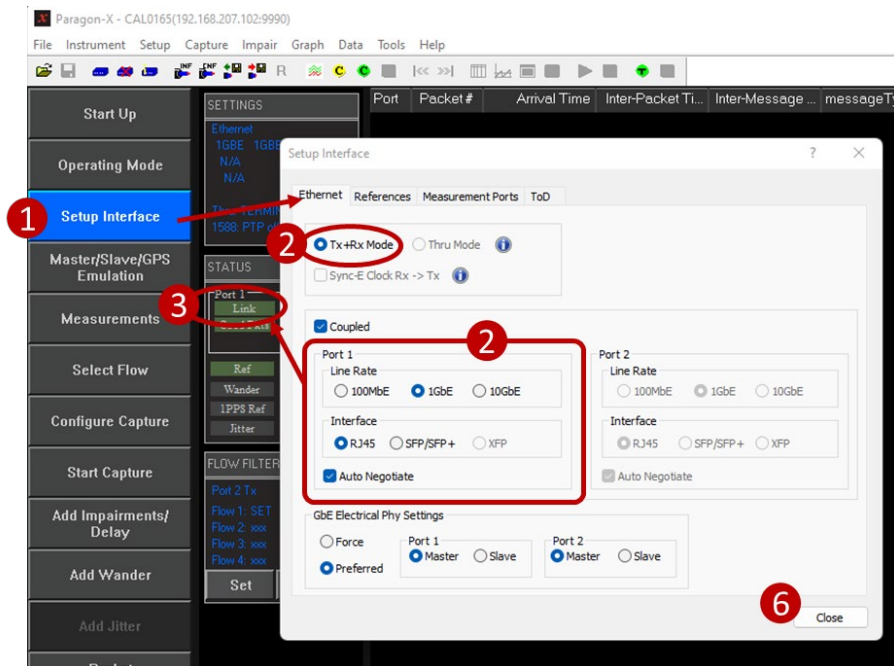 Paragon-X - CAL0165(192.168.207.102:9990)
File Instrument Setup Capture Impair Graph Data Tools Help
INF INF R C C T
Start Up
Operating Mode
1
Setup Interface
Master/Slave/GPS
Emulation
Measurements
Select Flow
Configure Capture
Start Capture
Add Impairments/
Delay
Add Wander
Add Jitter
SETTINGS
Ethernet
1GBE 1GBE
N/A
N/A
1588: PTP
STATUS
Port 1
3
Link
Ref
Wander
1PPS Ref
Jitter
FLOW FILTER
Port 2 Tx
Flow 1: SET
Flow 2: xxx
Flow 3: xxx
Flow 4: xxx
Set
Port Packet # Arrival Time Inter-Packet Ti... Inter-Message ... messageTy
Setup Interface ?
Ethernet References Measurement Ports ToD
2
Tx+Rx Mode Thru Mode i
Sync-E Clock Rx -> Tx i
Coupled
2
Port 1
Line Rate
100MbE 1GbE 10GbE
Interface
RJ45 SFP/SFP+ XFP
Auto Negotiate
Port 2
Line Rate
100MbE 1GbE 10GbE
Interface
RJ45 SFP/SFP+ XFP
Auto Negotiate
GbE Electrical Phy Settings
Force
Preferred
Port 1
Master Slave
Port 2
Master Slave
6
Close